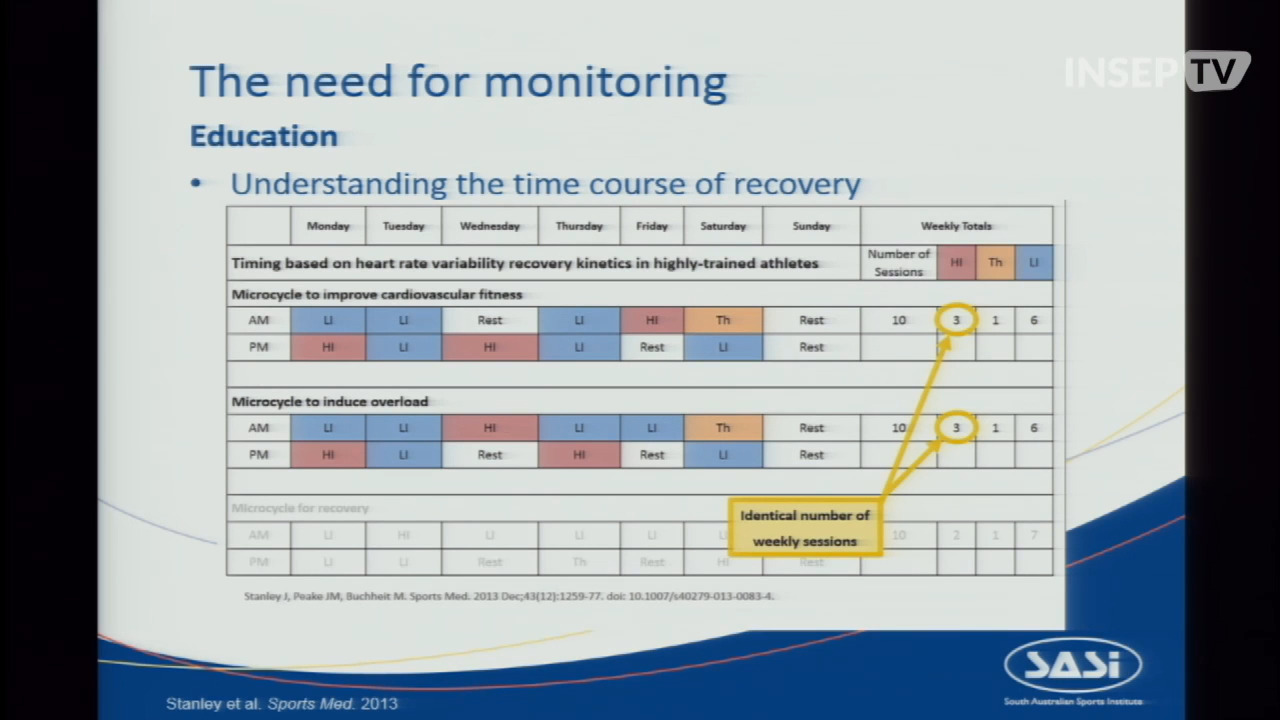 INSEP TV
The need for monitoring
Education
• Understanding the time course of recovery
Monday Tuesday Wednesday Thursday Friday Saturday Sunday Weekly Totals
Timing based on heart rate variability recovery kinetics in highly-trained athletes Number of Sessions HI Th LI
Microcycle to improve cardiovascular fitness
AM LI LI Rest LI HI Th Rest 10 3 1 6
PM HI LI HI LI Rest LI Rest
Microcycle to induce overload
AM LI LI HI LI LI Th Rest 10 3 1 6
PM HI LI Rest HI Rest LI Rest
Identical number of
weekly sessions
Microcycle for recovery
AM LI HI LI LI LI LI 10 2 1 7
PM LI LI Rest Th Rest HI Rest
Stanley J, Peake JM, Buchheit M. Sports Med. 2013 Dec;43(12):1259-77. doi: 10.1007/s40279-013-0083-4.
Stanley et al. Sports Med. 2013
SASi
South Australian Sports Institute